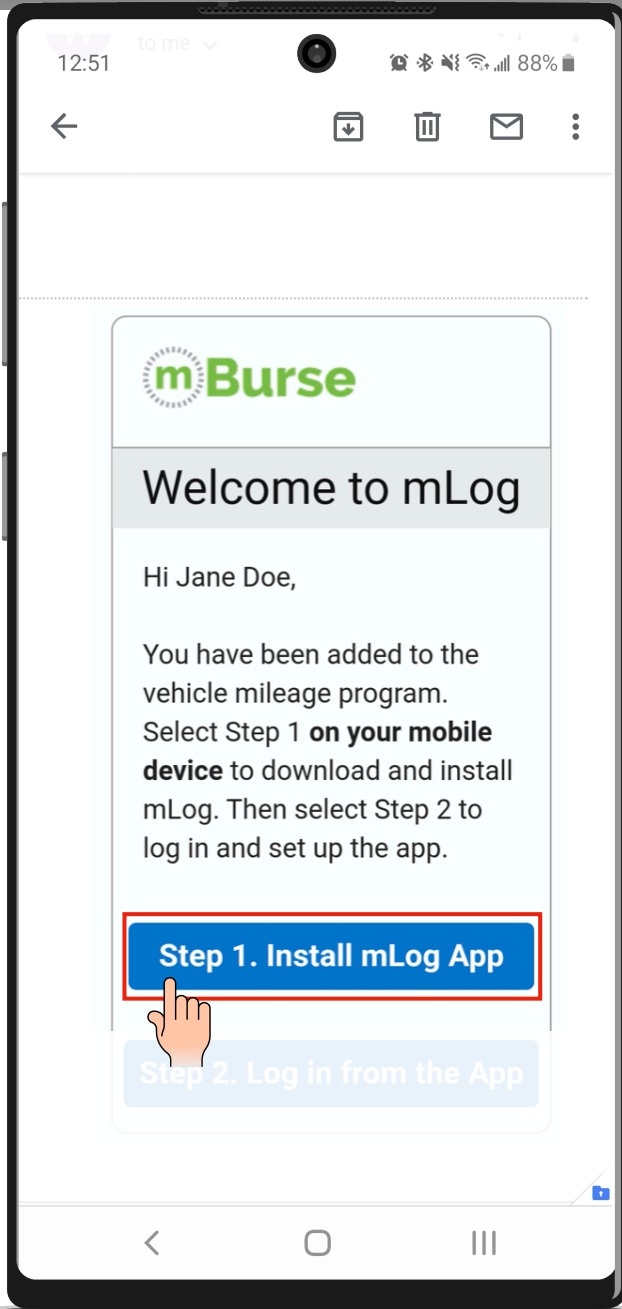 to me
12:51
88%
mBurse
Welcome to mLog
Hi Jane Doe,
You have been added to the
vehicle mileage program.
Select Step 1 on your mobile
device to download and install
mLog. Then select Step 2 to
log in and set up the app.
Step 1. Install mLog App
Step 2. Log in from the App